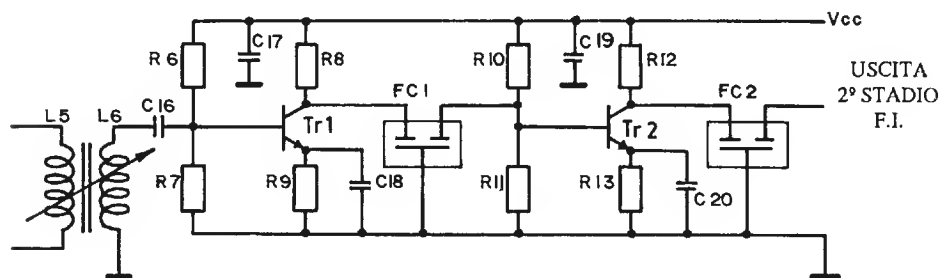 Vcc
C17
C19
R6
R8
R10
R12
USCITA
2º STADIO
F.I.
FC1
FC2
C16
L5
L6
Tr1
Tr2
R7
R9
C18
R11
R13
C20